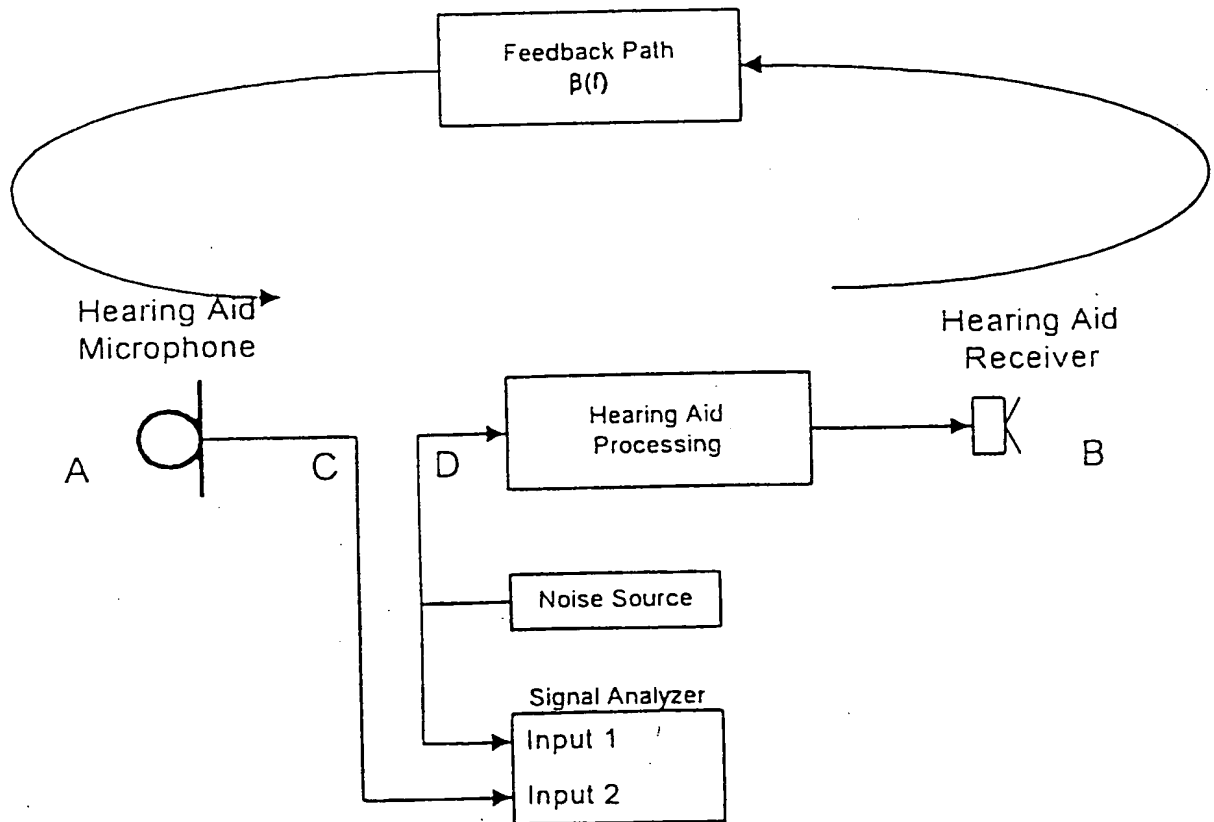 Feedback Path
β(f)
Hearing Aid
Microphone
Hearing Aid
Receiver
A
C
D
Hearing Aid
Processing
B
Noise Source
Signal Analyzer
Input 1
Input 2